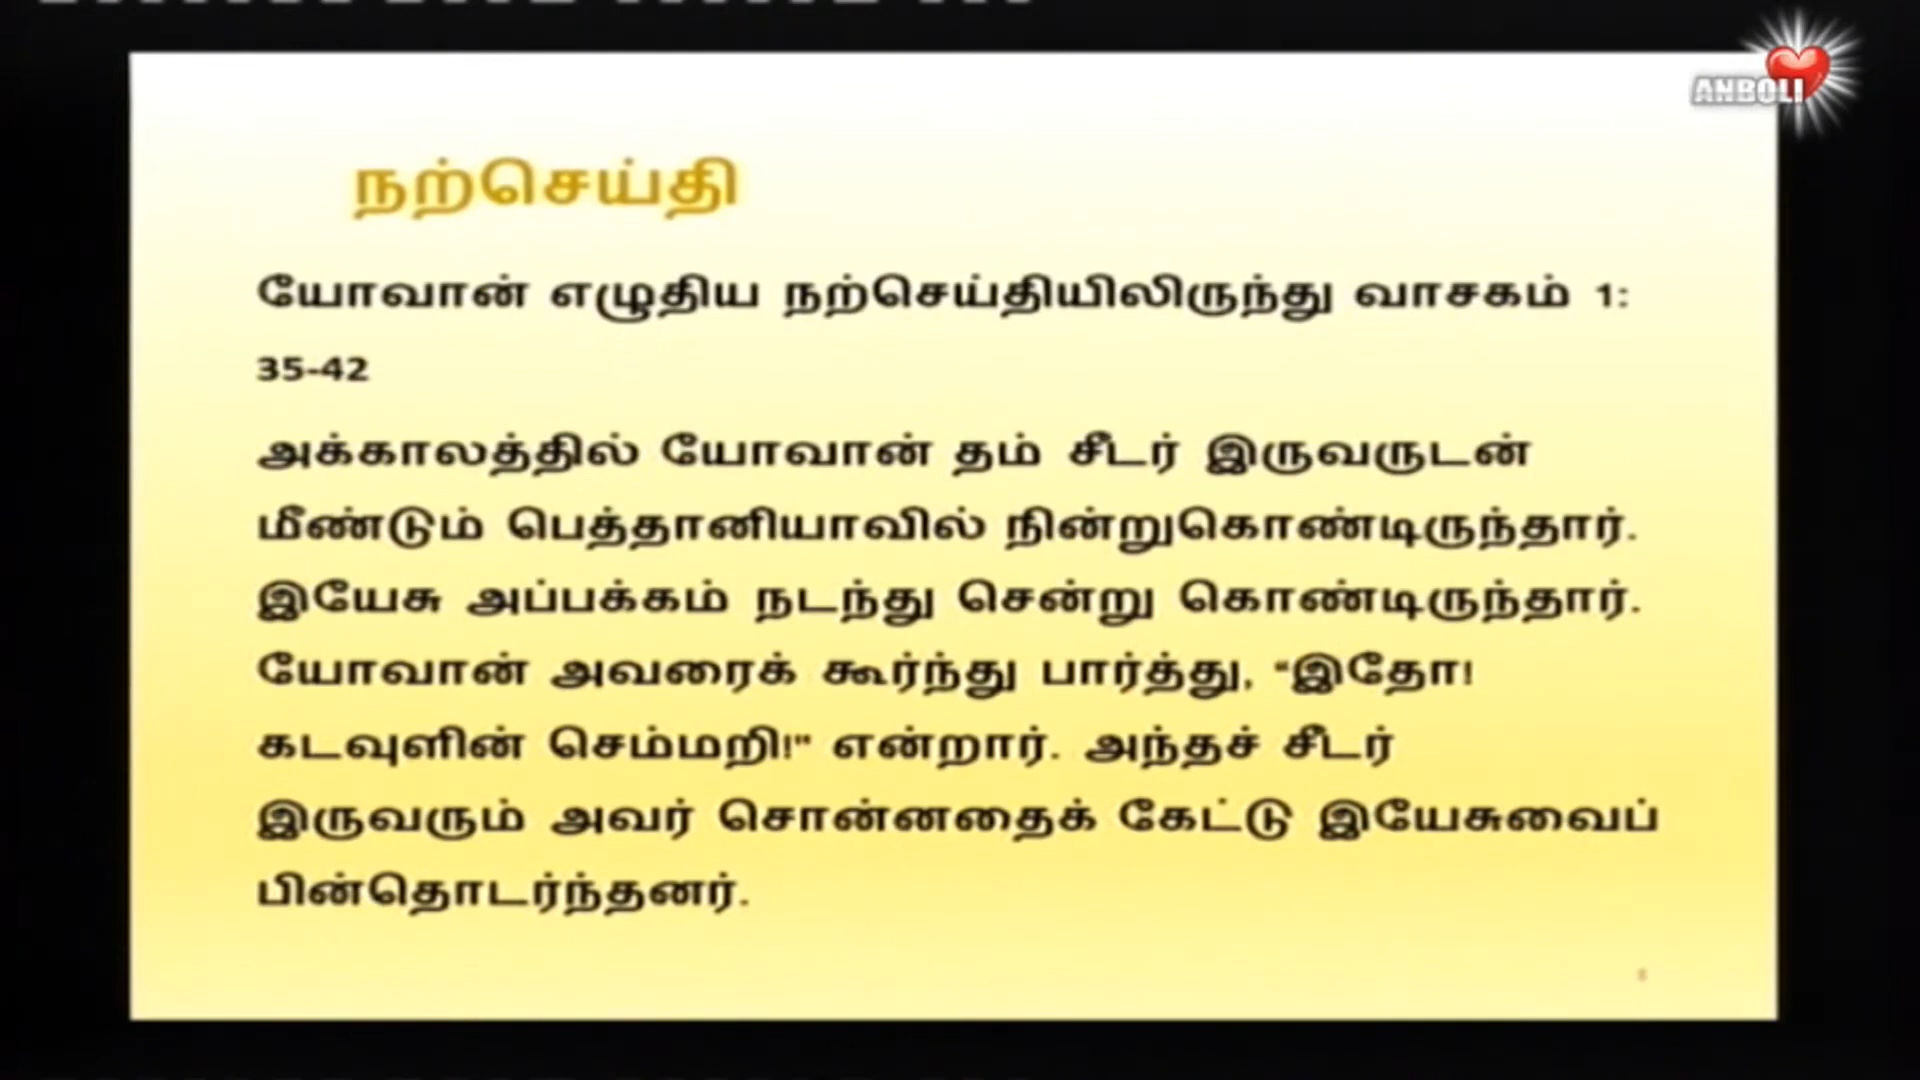 ANBOLI
நற்செய்தி
யோவான் எழுதிய நற்செய்தியிலிருந்து வாசகம் 1:
35-42
அக்காலத்தில் யோவான் தம் சீடர் இருவருடன்
மீண்டும் பெத்தானியாவில் நின்றுகொண்டிருந்தார்.
இயேசு அப்பக்கம் நடந்து சென்று கொண்டிருந்தார்.
யோவான் அவரைக் கூர்ந்து பார்த்து, “இதோ!
கடவுளின் செம்மறி!" என்றார். அந்தச் சீடர்
இருவரும் அவர் சொன்னதைக் கேட்டு இயேசுவைப்
பின்தொடர்ந்தனர்.